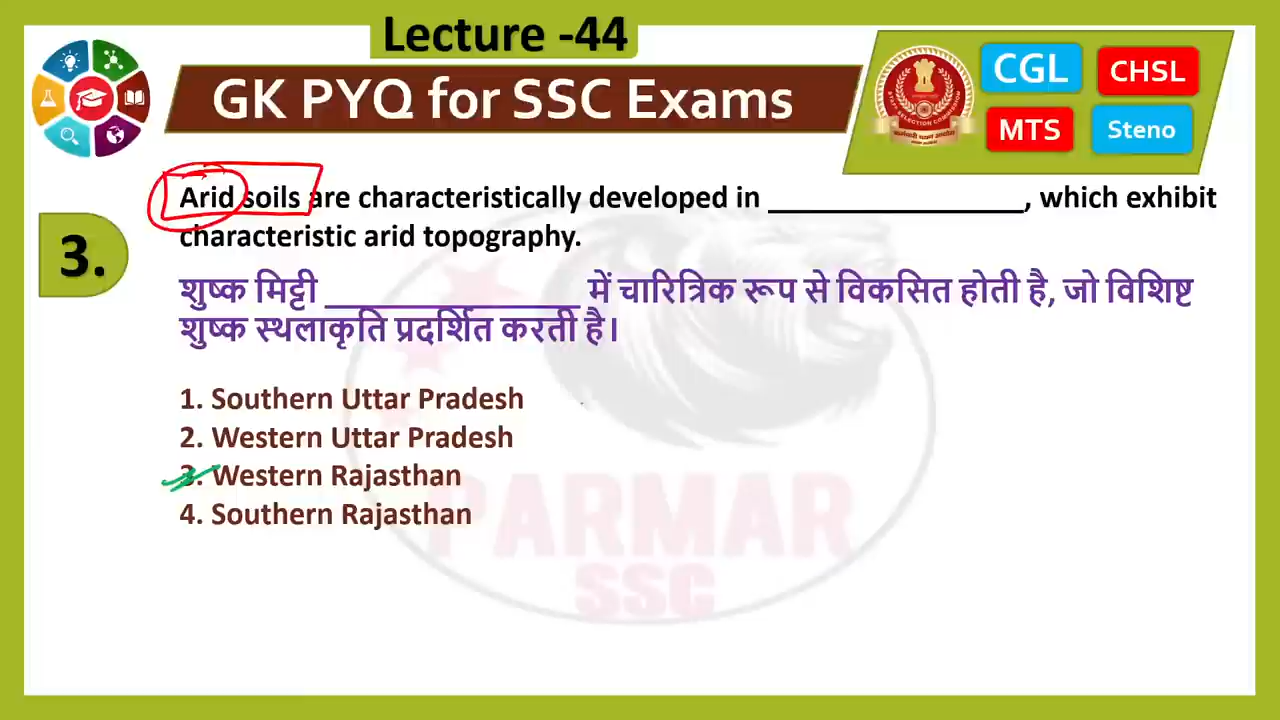 Lecture -44
GK PYQ for SSC Exams
CGL
CHSL
MTS
Steno
3.
Arid soils are characteristically developed in _________________, which exhibit
characteristic arid topography.
शुष्क मिट्टी _________________ में चारित्रिक रूप से विकसित होती है, जो विशिष्ट
शुष्क स्थलाकृति प्रदर्शित करती है।
1. Southern Uttar Pradesh
2. Western Uttar Pradesh
3. Western Rajasthan
4. Southern Rajasthan
PARMAR
SSC